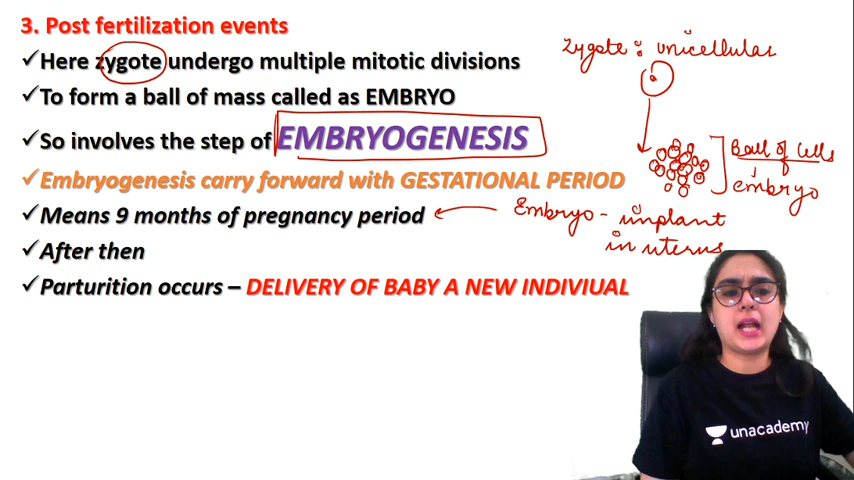 3. Post fertilization events
✓Here zygote undergo multiple mitotic divisions
✓To form a ball of mass called as EMBRYO
✓So involves the step of EMBRYOGENESIS
✓Embryogenesis carry forward with GESTATIONAL PERIOD
✓Means 9 months of pregnancy period
✓After then
✓Parturition occurs – DELIVERY OF BABY A NEW INDIVIUAL
Zygote : unicellular
Ball of Cells
embryo
Embryo - implant
in uterus
unacademy